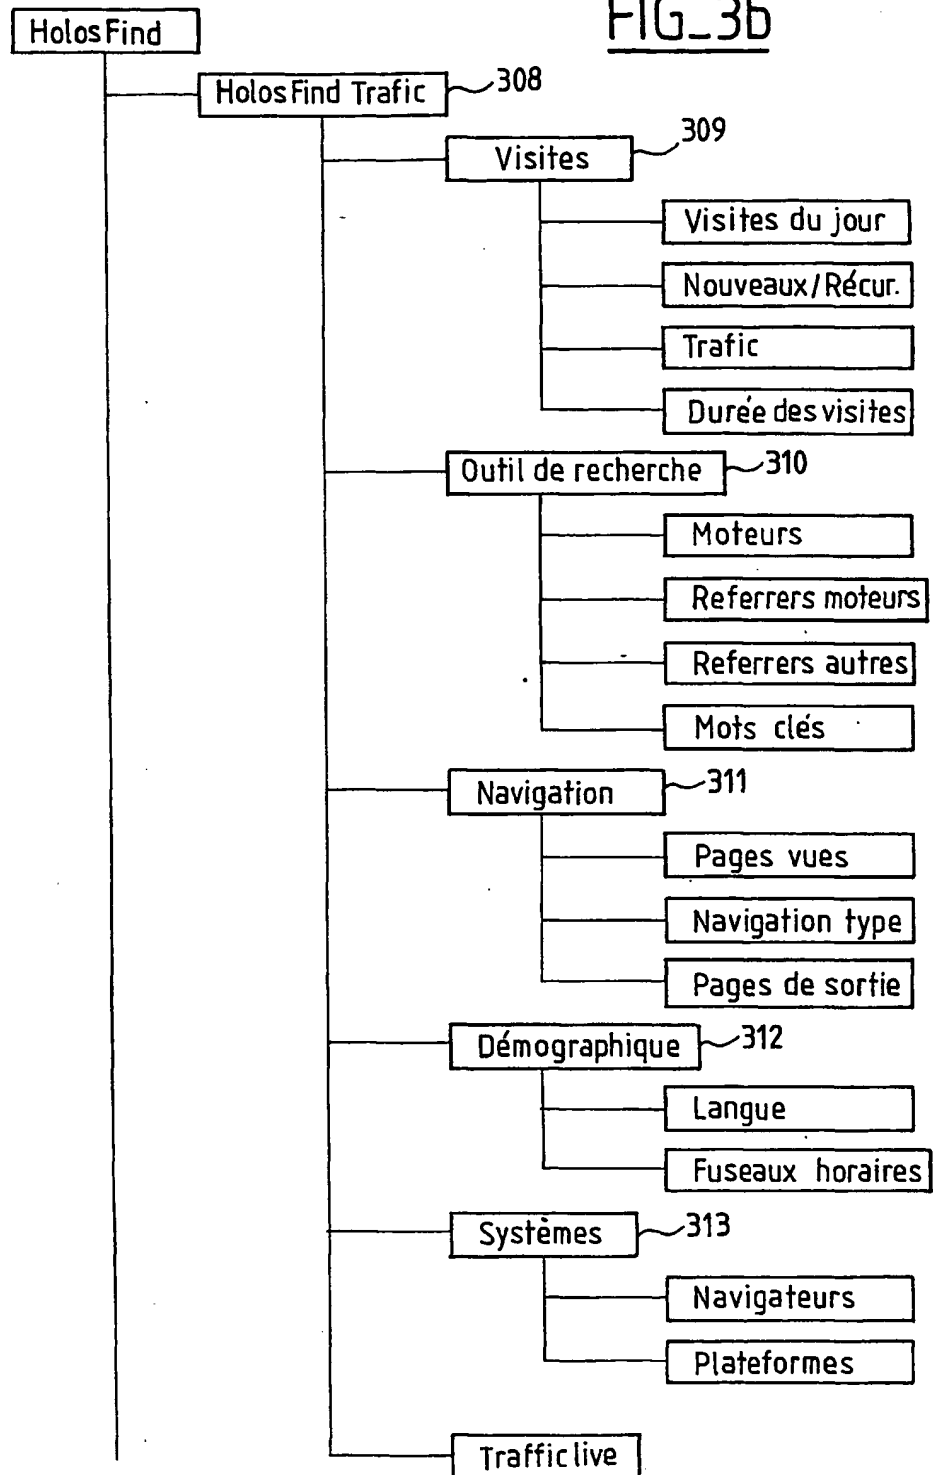 FIG_3b
HolosFind
HolosFind Trafic 308
Visites 309
Visites du jour
Nouveaux/Récur.
Trafic
Durée des visites
Outil de recherche 310
Moteurs
Referrers moteurs
Referrers autres
Mots clés
Navigation 311
Pages vues
Navigation type
Pages de sortie
Démographique 312
Langue
Fuseaux horaires
Systèmes 313
Navigateurs
Plateformes
Traffic live